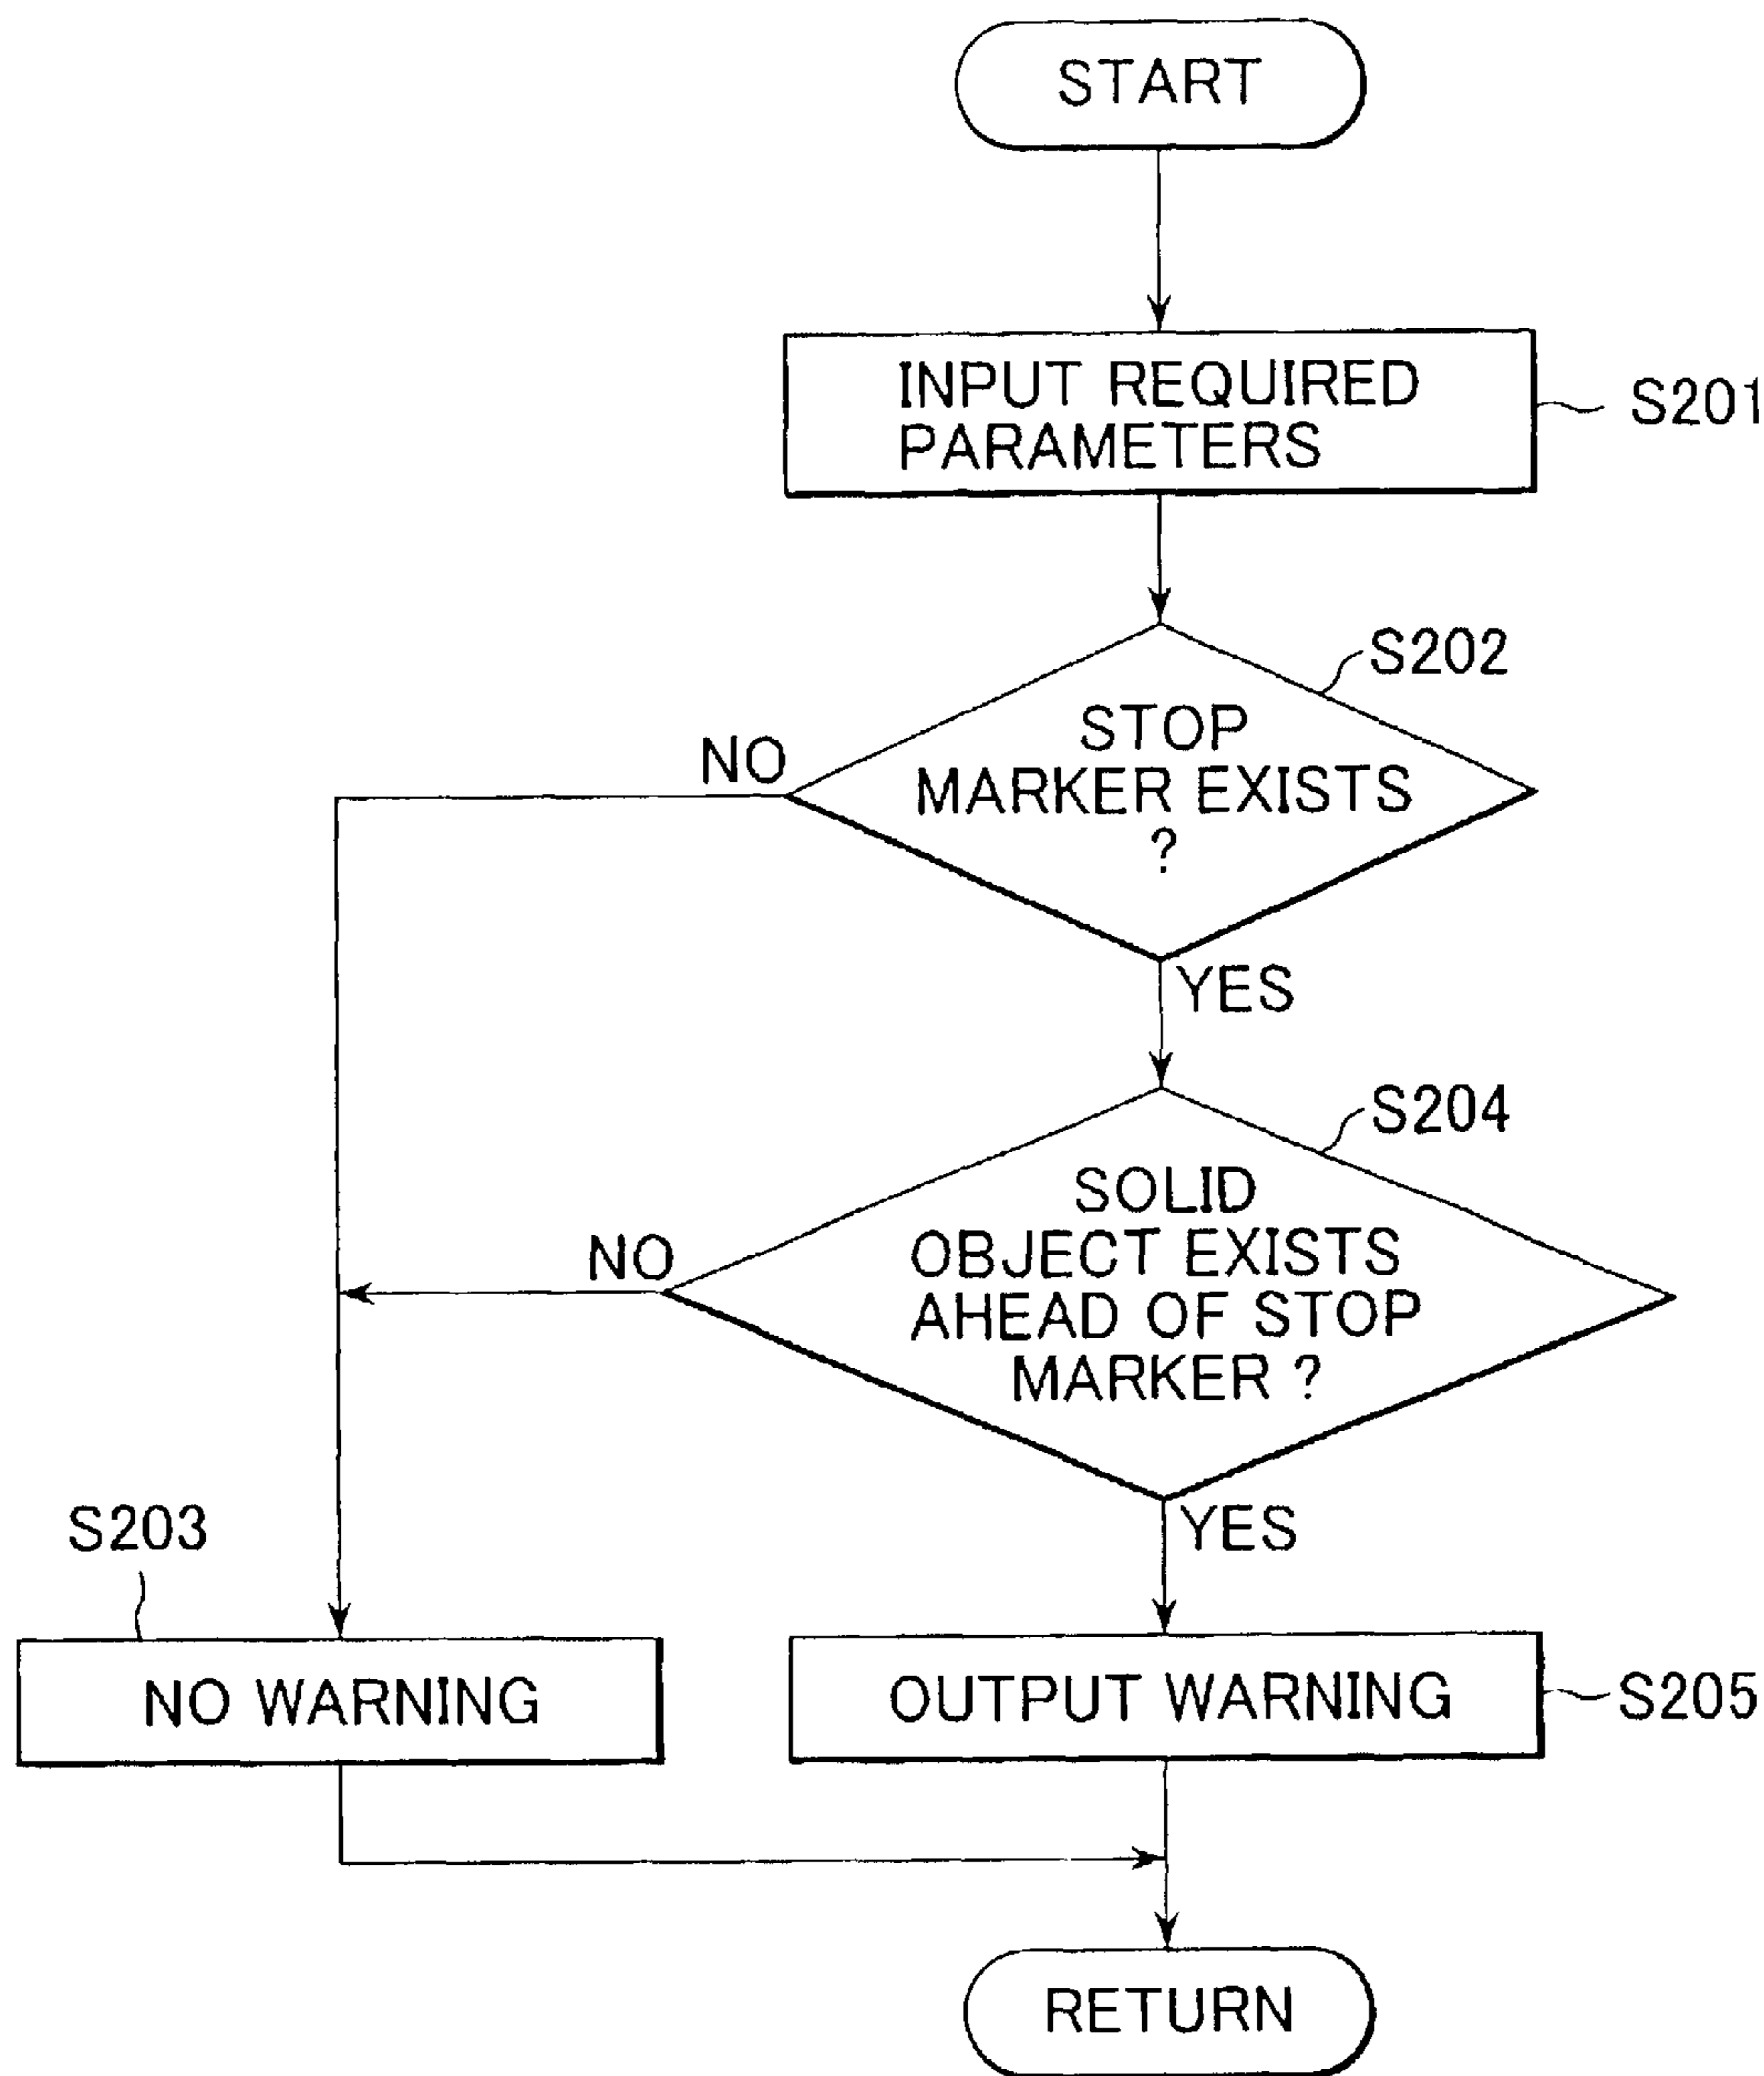 START
INPUT REQUIRED
PARAMETERS
S201
S202
STOP
MARKER EXISTS
?
NO
YES
S204
SOLID
OBJECT EXISTS
AHEAD OF STOP
MARKER ?
NO
YES
S203
NO WARNING
OUTPUT WARNING
S205
RETURN